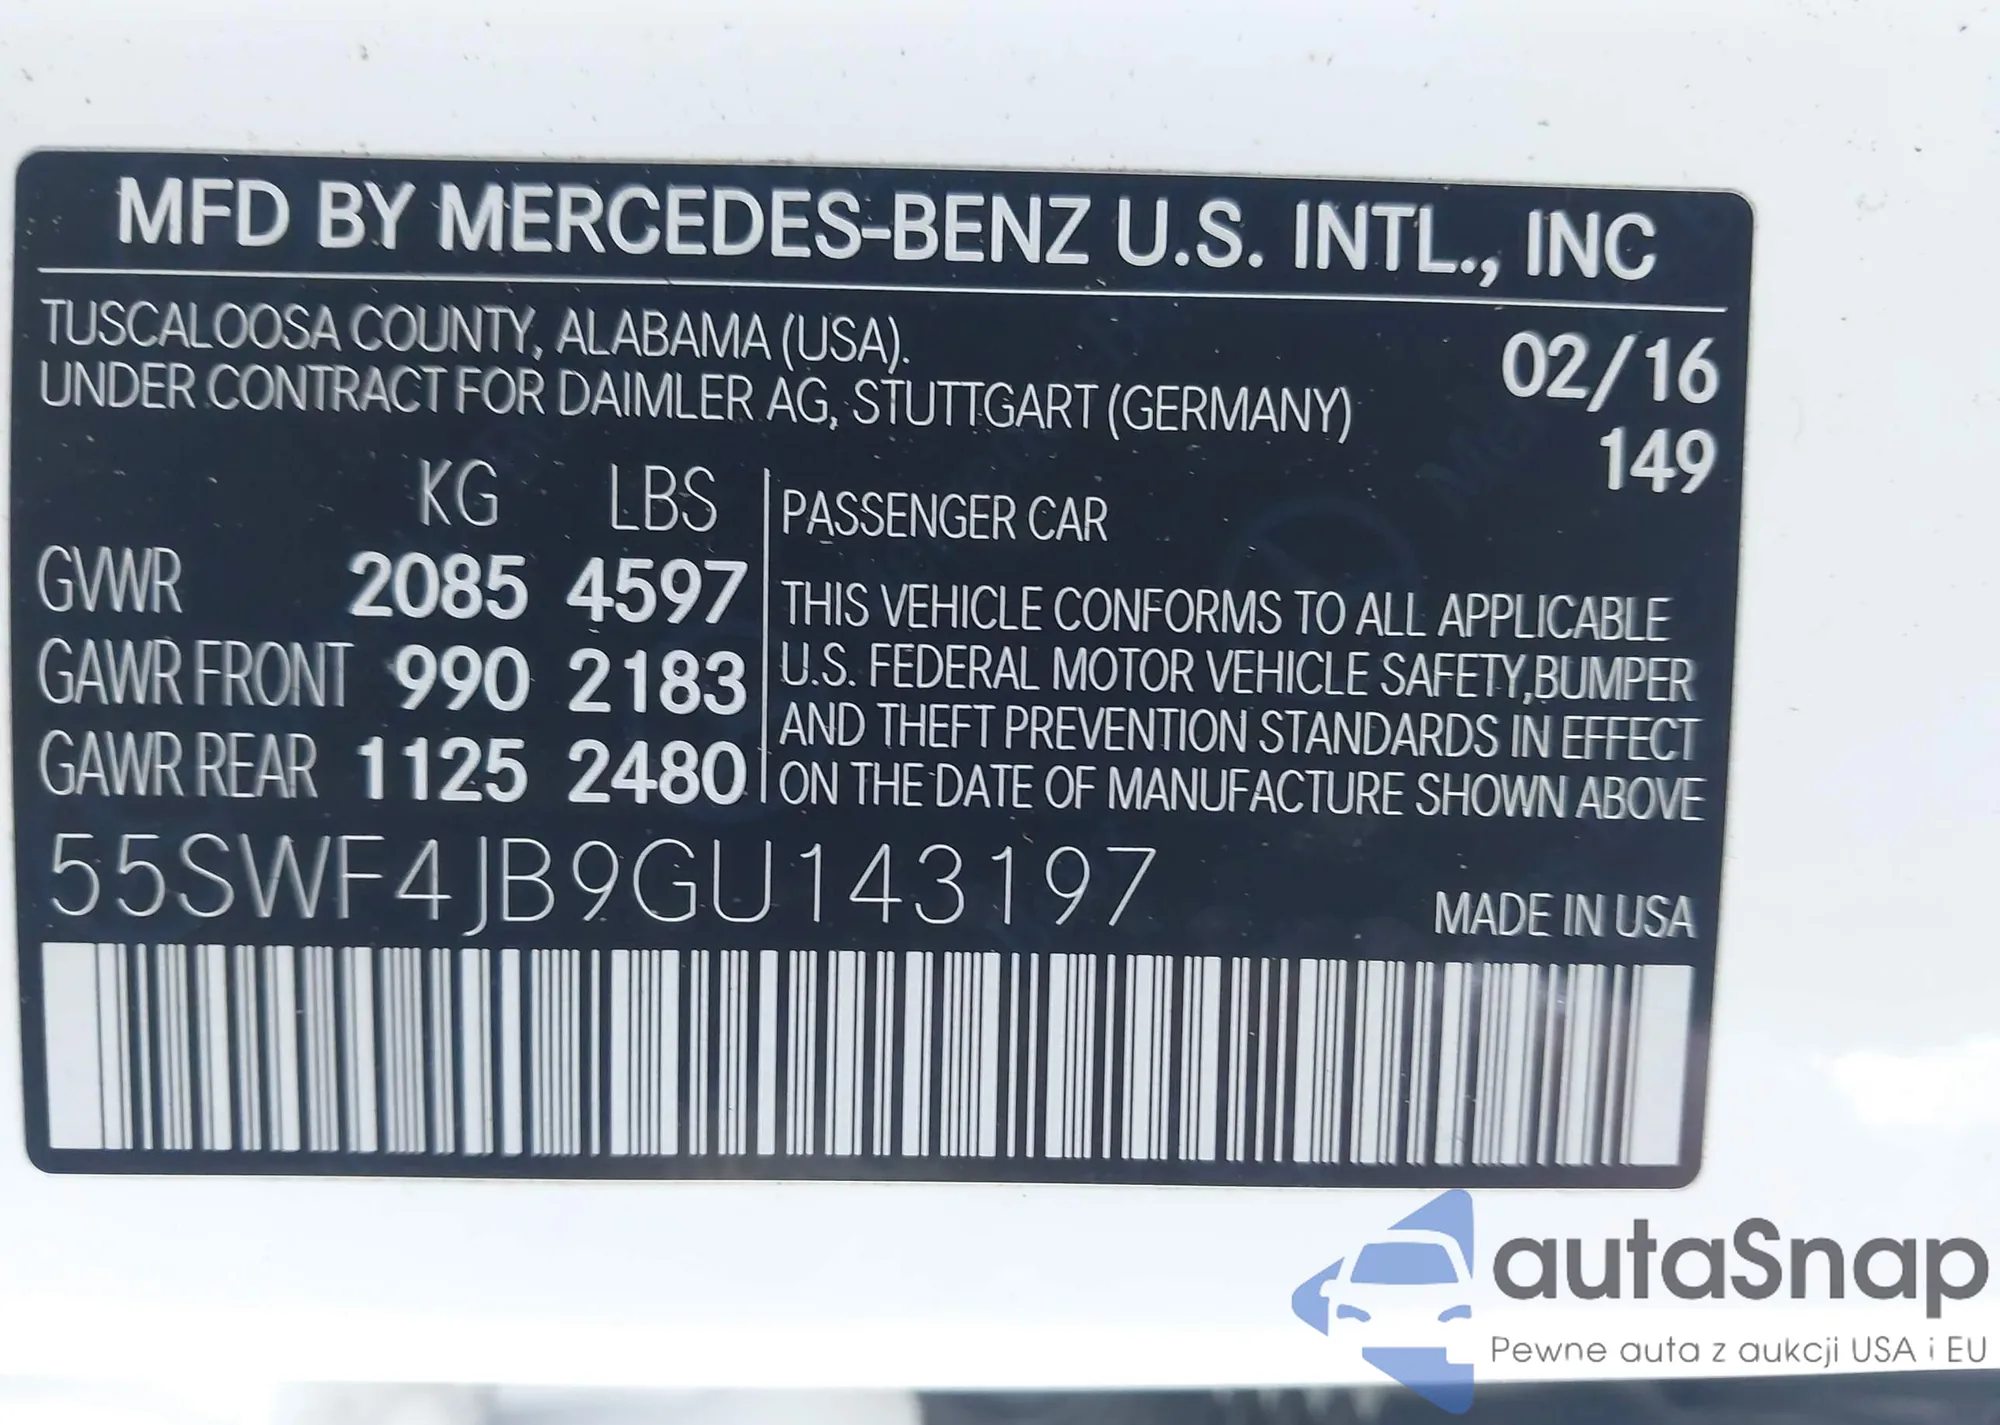 MFD BY MERCEDES-BENZ U.S. INTL., INC
TUSCALOOSA COUNTY, ALABAMA (USA). 02/16
UNDER CONTRACT FOR DAIMLER AG, STUTTGART (GERMANY)
149
KG LBS
GVWR 2085 4597
GAWR FRONT 990 2183
GAWR REAR 1125 2480
PASSENGER CAR
THIS VEHICLE CONFORMS TO ALL APPLICABLE
U.S. FEDERAL MOTOR VEHICLE SAFETY,BUMPER
AND THEFT PREVENTION STANDARDS IN EFFECT
ON THE DATE OF MANUFACTURE SHOWN ABOVE
55SWF4JB9GU143197
MADE IN USA
autaSnap
Pewne auta z aukcji USA i EU